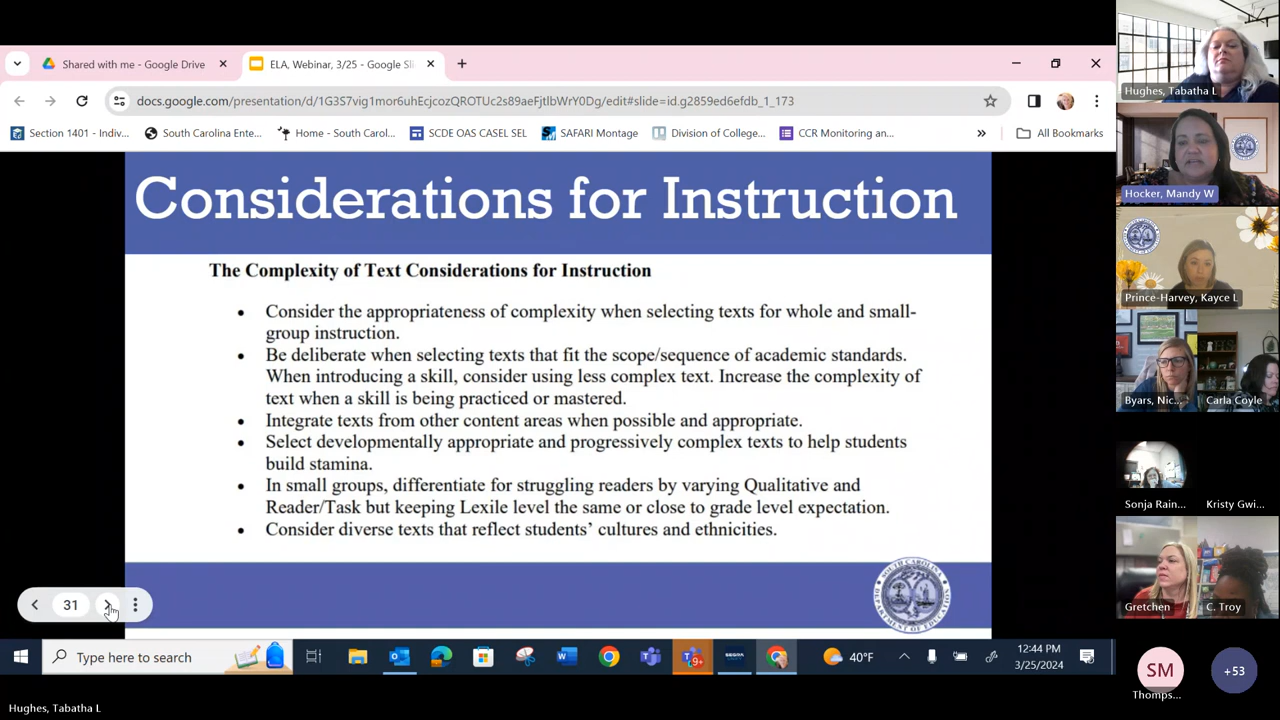 Shared with me - Google Drive
ELA, Webinar, 3/25 - Google Sli
docs.google.com/presentation/d/1G3S7vig1mor6uhEcjcozQROTUc2s89aeFjtIbWrY0Dg/edit#slide=id.g2859ed6efdb_1_173
Section 1401 - Indiv...
South Carolina Ente...
Home - South Carol...
SCDE OAS CASEL SEL
SAFARI Montage
Division of College...
CCR Monitoring an...
»
All Bookmarks
Considerations for Instruction
The Complexity of Text Considerations for Instruction
• Consider the appropriateness of complexity when selecting texts for whole and small-
group instruction.
• Be deliberate when selecting texts that fit the scope/sequence of academic standards.
When introducing a skill, consider using less complex text. Increase the complexity of
text when a skill is being practiced or mastered.
• Integrate texts from other content areas when possible and appropriate.
• Select developmentally appropriate and progressively complex texts to help students
build stamina.
• In small groups, differentiate for struggling readers by varying Qualitative and
Reader/Task but keeping Lexile level the same or close to grade level expectation.
• Consider diverse texts that reflect students' cultures and ethnicities.
31
Type here to search
9+
40°F
12:44 PM
3/25/2024
Hughes, Tabatha L
Hughes, Tabatha L
Hocker, Mandy W
Prince-Harvey, Kayce L
Byars, Nic...
Carla Coyle
Sonja Rain...
Kristy Gwi...
Gretchen
C. Troy
SM
Thomps...
+53